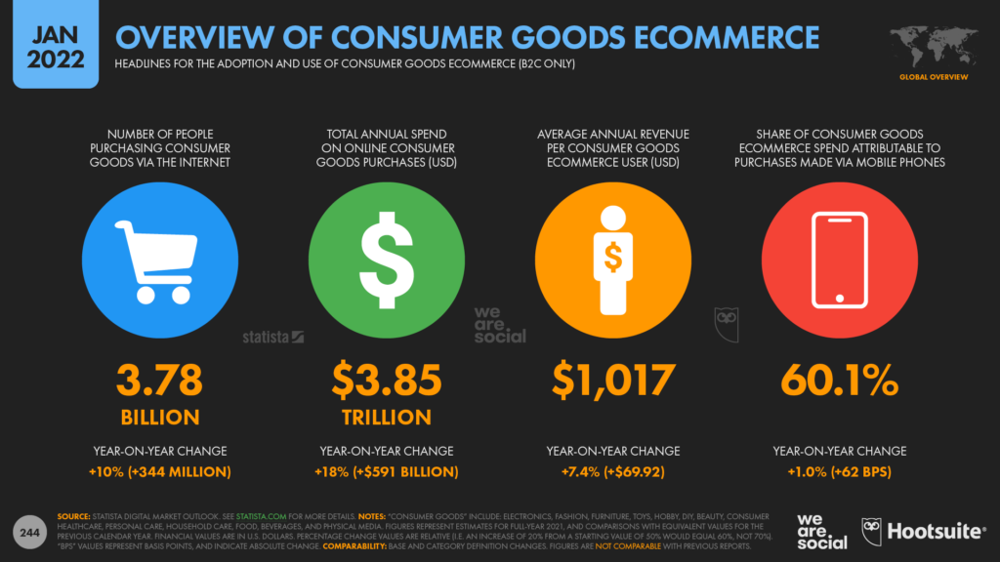 JAN
2022
OVERVIEW OF CONSUMER GOODS ECOMMERCE
HEADLINES FOR THE ADOPTION AND USE OF CONSUMER GOODS ECOMMERCE (B2C ONLY)
GLOBAL OVERVIEW
NUMBER OF PEOPLE
PURCHASING CONSUMER
GOODS VIA THE INTERNET
3.78
BILLION
YEAR-ON-YEAR CHANGE
+10% (+344 MILLION)
TOTAL ANNUAL SPEND
ON ONLINE CONSUMER
GOODS PURCHASES (USD)
$
$3.85
TRILLION
YEAR-ON-YEAR CHANGE
+18% (+$591 BILLION)
AVERAGE ANNUAL REVENUE
PER CONSUMER GOODS
ECOMMERCE USER (USD)
$
$1,017
YEAR-ON-YEAR CHANGE
+7.4% (+$69.92)
SHARE OF CONSUMER GOODS
ECOMMERCE SPEND ATTRIBUTABLE TO
PURCHASES MADE VIA MOBILE PHONES
60.1%
YEAR-ON-YEAR CHANGE
+1.0% (+62 BPS)
statista
we
are
social
244
SOURCE: STATISTA DIGITAL MARKET OUTLOOK. SEE STATISTA.COM FOR MORE DETAILS. NOTES: "CONSUMER GOODS" INCLUDE: ELECTRONICS, FASHION, FURNITURE, TOYS, HOBBY, DIY, BEAUTY, CONSUMER
HEALTHCARE, PERSONAL CARE, HOUSEHOLD CARE, FOOD, BEVERAGES, AND PHYSICAL MEDIA. FIGURES REPRESENT ESTIMATES FOR FULL-YEAR 2021, AND COMPARISONS WITH EQUIVALENT VALUES FOR THE
PREVIOUS CALENDAR YEAR. FINANCIAL VALUES ARE IN U.S. DOLLARS. PERCENTAGE CHANGE VALUES ARE RELATIVE (I.E. AN INCREASE OF 20% FROM A STARTING VALUE OF 50% WOULD EQUAL 60%, NOT 70%).
"BPS" VALUES REPRESENT BASIS POINTS, AND INDICATE ABSOLUTE CHANGE. COMPARABILITY: BASE AND CATEGORY DEFINITION CHANGES. FIGURES ARE NOT COMPARABLE WITH PREVIOUS REPORTS.
we
are
social
Hootsuite®